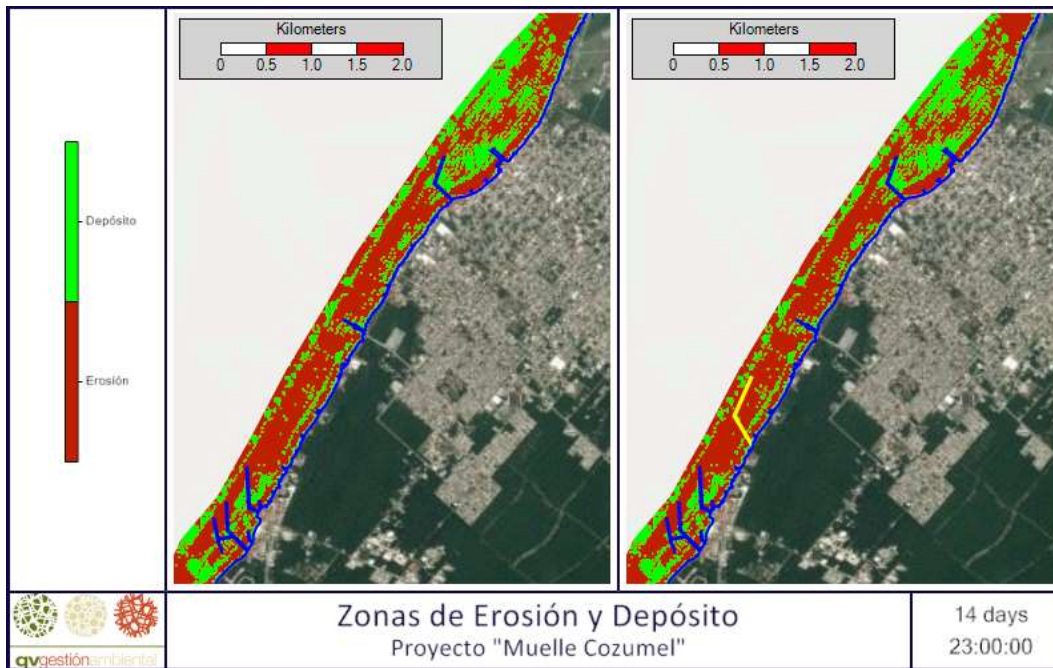 Kilometers
0 0.5 1.0 1.5 2.0
Kilometers
0 0.5 1.0 1.5 2.0
Depósito
Erosión
qvgestiónambiental
Zonas de Erosión y Depósito
Proyecto "Muelle Cozumel"
14 days
23:00:00